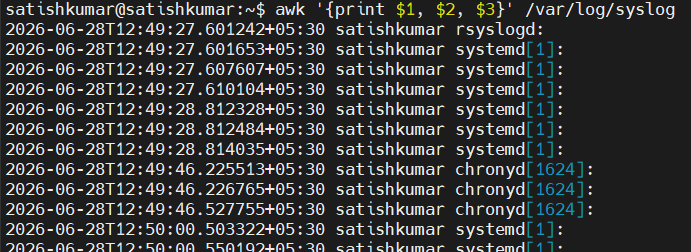 satishkumar@satishkumar:~$ awk '{print $1, $2, $3}' /var/log/syslog
2026-06-28T12:49:27.601242+05:30 satishkumar rsyslogd:
2026-06-28T12:49:27.601653+05:30 satishkumar systemd[1]:
2026-06-28T12:49:27.607607+05:30 satishkumar systemd[1]:
2026-06-28T12:49:27.610104+05:30 satishkumar systemd[1]:
2026-06-28T12:49:28.812328+05:30 satishkumar systemd[1]:
2026-06-28T12:49:28.812484+05:30 satishkumar systemd[1]:
2026-06-28T12:49:28.814035+05:30 satishkumar systemd[1]:
2026-06-28T12:49:46.225513+05:30 satishkumar chronyd[1624]:
2026-06-28T12:49:46.226765+05:30 satishkumar chronyd[1624]:
2026-06-28T12:49:46.527755+05:30 satishkumar chronyd[1624]:
2026-06-28T12:50:00.503322+05:30 satishkumar systemd[1]:
2026-06-28T12:50:00.550192+05:30 satishkumar systemd[1]: